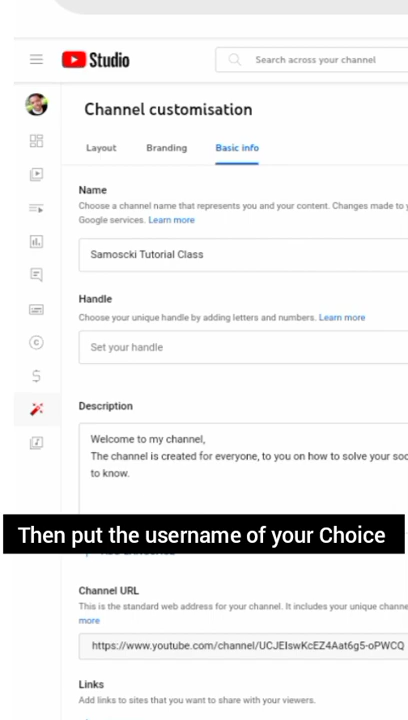 Studio
Search across your channel
Channel customisation
Layout Branding Basic info
Name
Choose a channel name that represents you and your content. Changes made to
Google services. Learn more
Samoscki Tutorial Class
Handle
Choose your unique handle by adding letters and numbers. Learn more
Set your handle
Description
Welcome to my channel,
The channel is created for everyone, to you on how to solve your soc
to know.
Then put the username of your Choice
Channel URL
This is the standard web address for your channel. It includes your unique channe
more
https://www.youtube.com/channel/UCJEIswKcEZ4Aat6g5-oPWCQ
Links
Add links to sites that you want to share with your viewers.